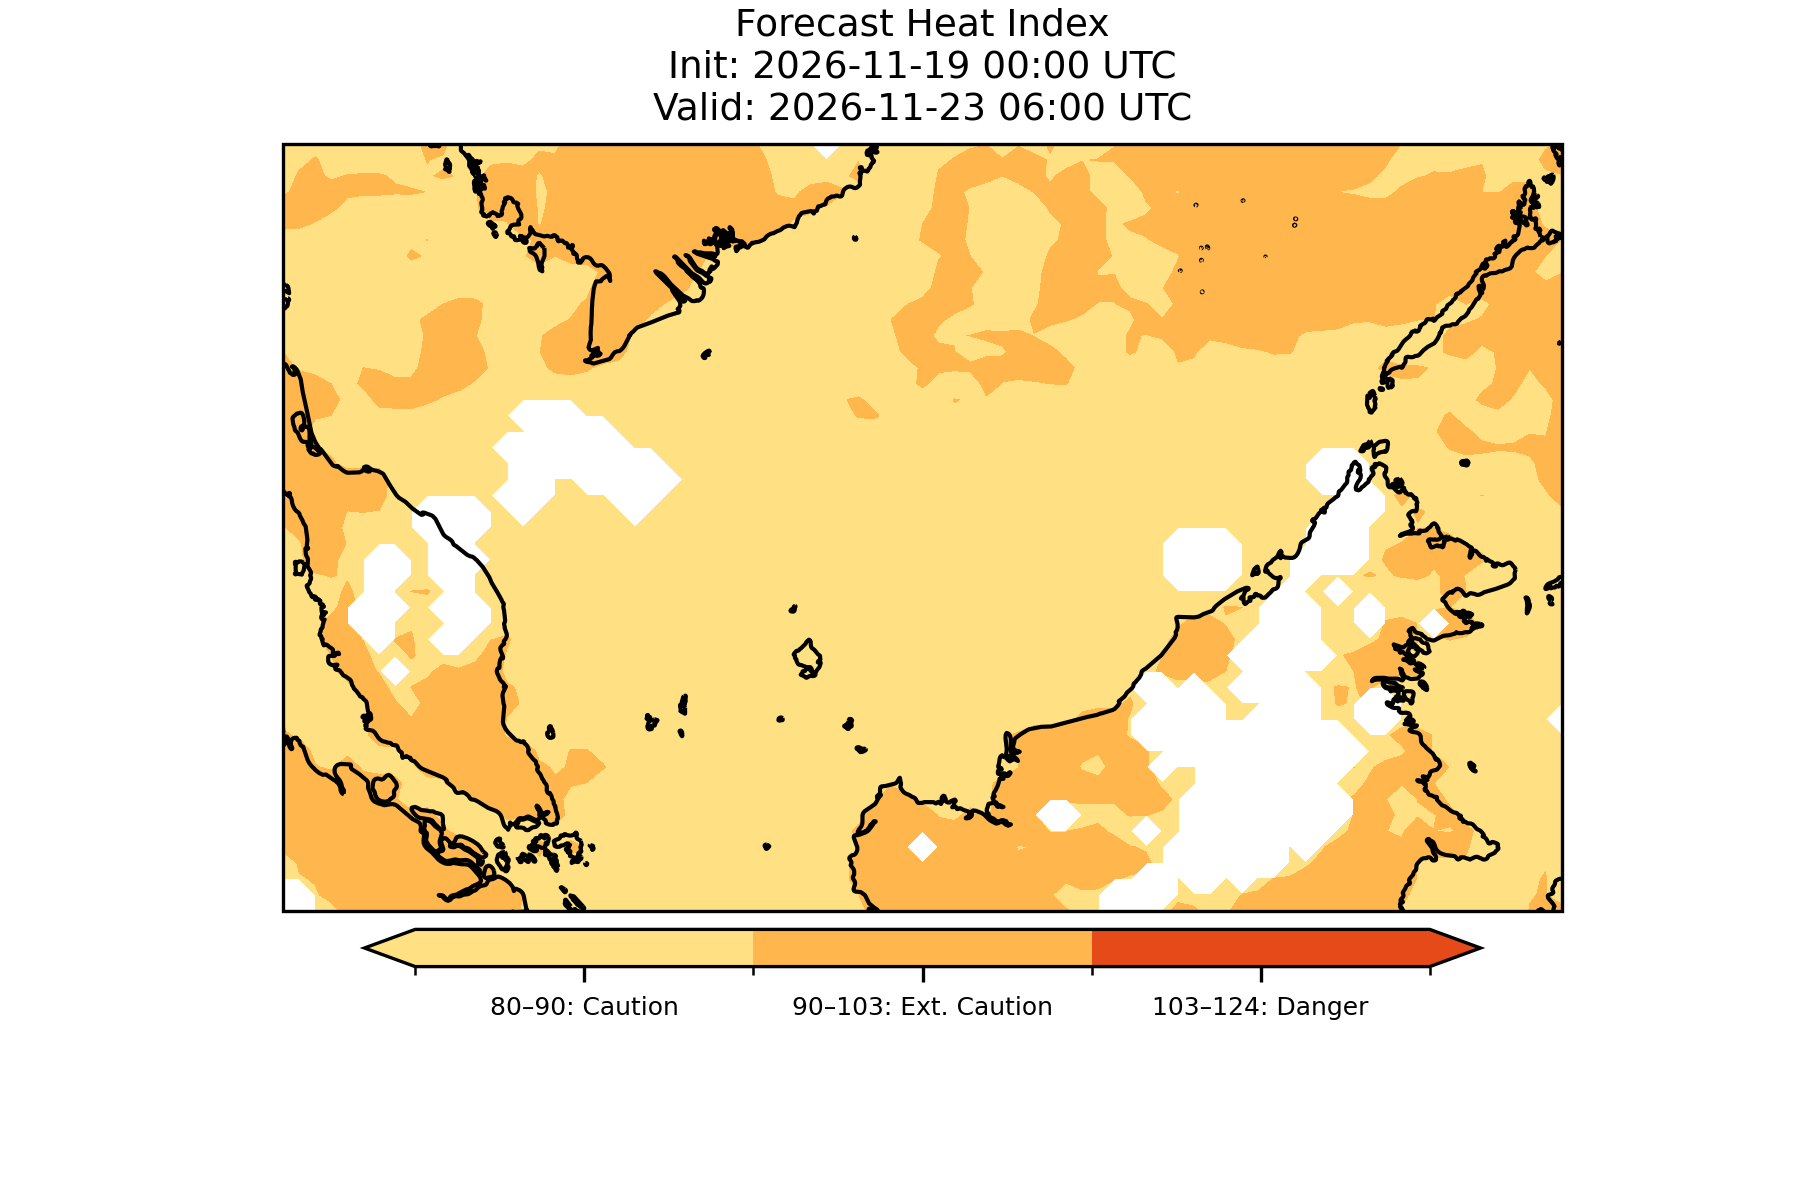 Forecast Heat Index
Init: 2026-11-19 00:00 UTC
Valid: 2026-11-23 06:00 UTC
80–90: Caution
90–103: Ext. Caution
103–124: Danger